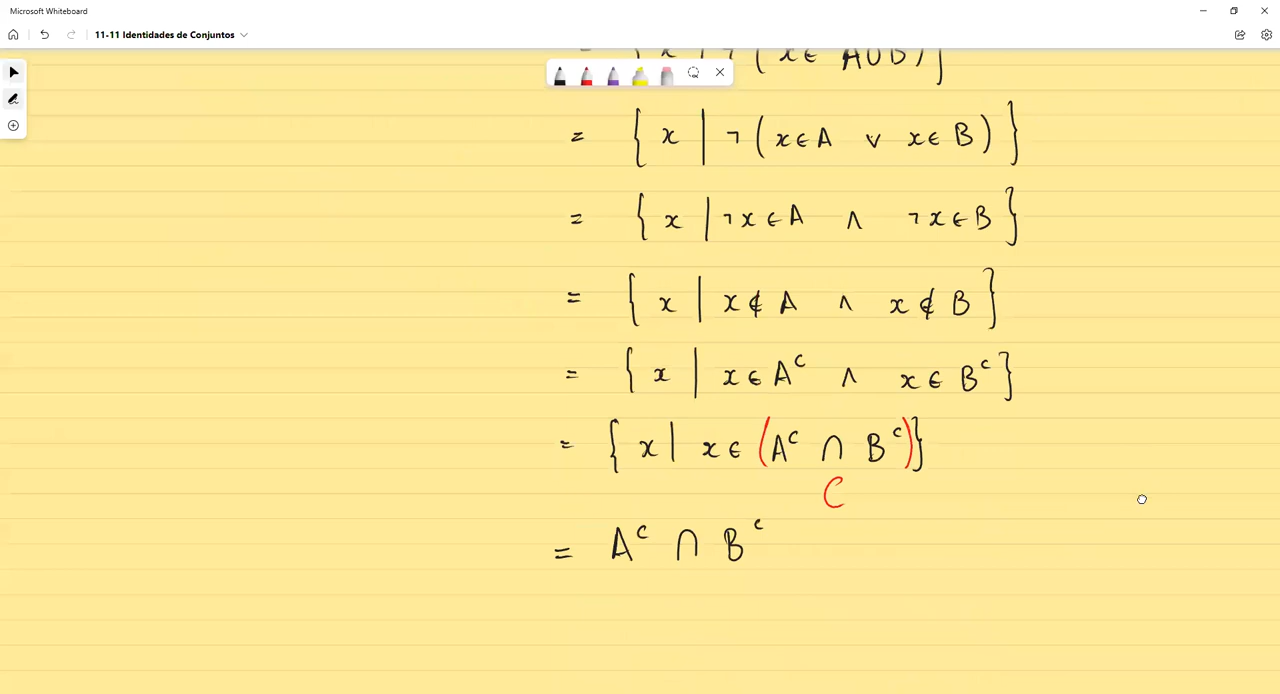 Microsoft Whiteboard
11-11 Identidades de Conjuntos
= { x | ¬ ( x ∈ A ∪ B ) }
= { x | ¬ ( x ∈ A ∨ x ∈ B ) }
= { x | ¬ x ∈ A ∧ ¬ x ∈ B }
= { x | x ∉ A ∧ x ∉ B }
= { x | x ∈ Aᶜ ∧ x ∈ Bᶜ }
= { x | x ∈ ( Aᶜ ∩ Bᶜ ) }
C
= Aᶜ ∩ Bᶜ